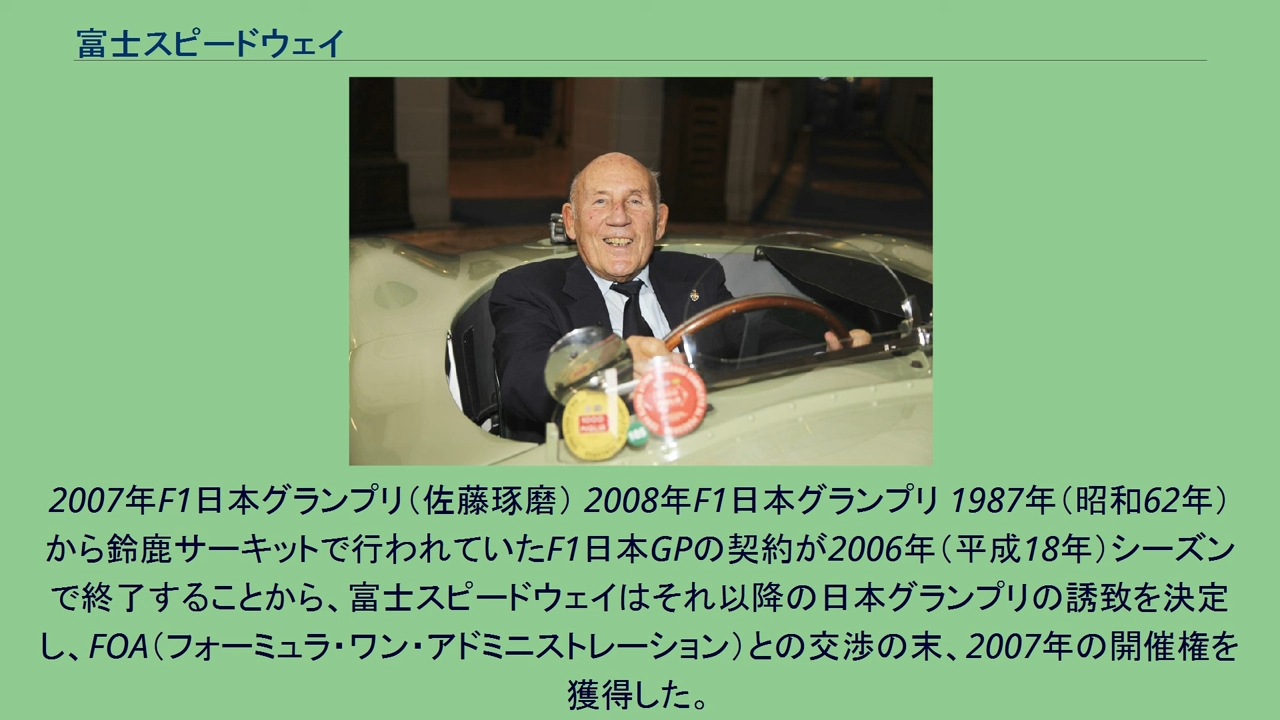 富士スピードウェイ
2007年F1日本グランプリ（佐藤琢磨） 2008年F1日本グランプリ 1987年（昭和62年）
から鈴鹿サーキットで行われていたF1日本GPの契約が2006年（平成18年）シーズン
で終了することから、富士スピードウェイはそれ以降の日本グランプリの誘致を決定
し、FOA（フォーミュラ・ワン・アドミニストレーション）との交渉の末、2007年の開催権を
獲得した。